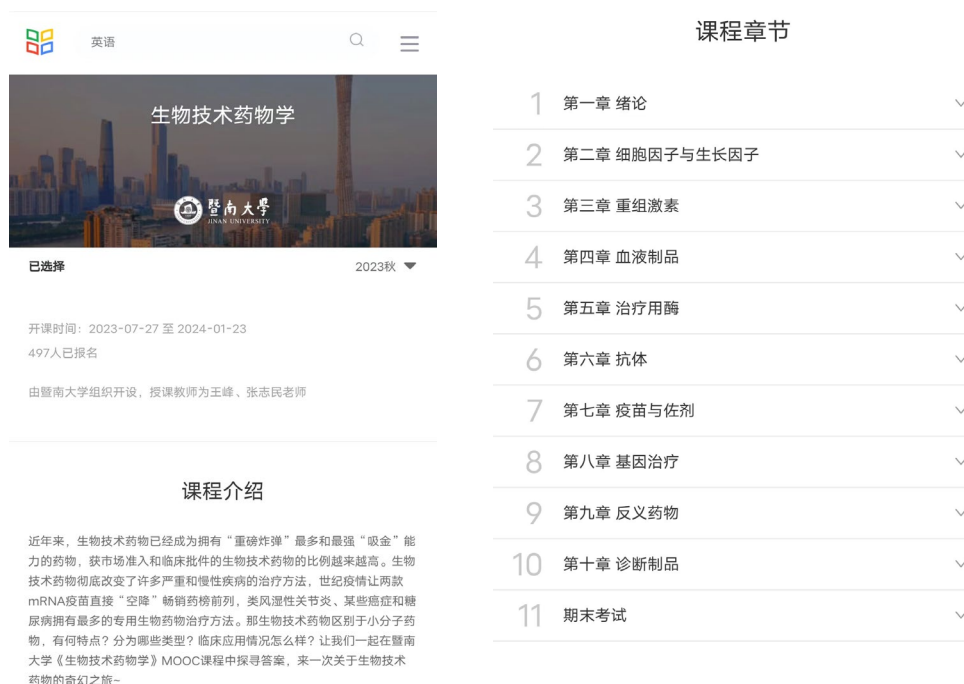 英语
生物技术药物学
暨南大学
JINAN UNIVERSITY
已选择
2023秋
开课时间：2023-07-27 至 2024-01-23
497人已报名
由暨南大学组织开设，授课教师为王峰、张志民老师
课程介绍
近年来，生物技术药物已经成为拥有“重磅炸弹”最多和最强“吸金”能
力的药物，获市场准入和临床批件的生物技术药物的比例越来越高。生物
技术药物彻底改变了许多严重和慢性疾病的治疗方法，世纪疫情让两款
mRNA疫苗直接“空降”畅销药榜前列，类风湿性关节炎、某些癌症和糖
尿病拥有最多的专用生物药物治疗方法。那生物技术药物区别于小分子药
物，有何特点？分为哪些类型？临床应用情况怎么样？让我们一起在暨南
大学《生物技术药物学》MOOC课程中探寻答案，来一次关于生物技术
药物的奇幻之旅~
课程章节
1 第一章 绪论
2 第二章 细胞因子与生长因子
3 第三章 重组激素
4 第四章 血液制品
5 第五章 治疗用酶
6 第六章 抗体
7 第七章 疫苗与佐剂
8 第八章 基因治疗
9 第九章 反义药物
10 第十章 诊断制品
11 期末考试